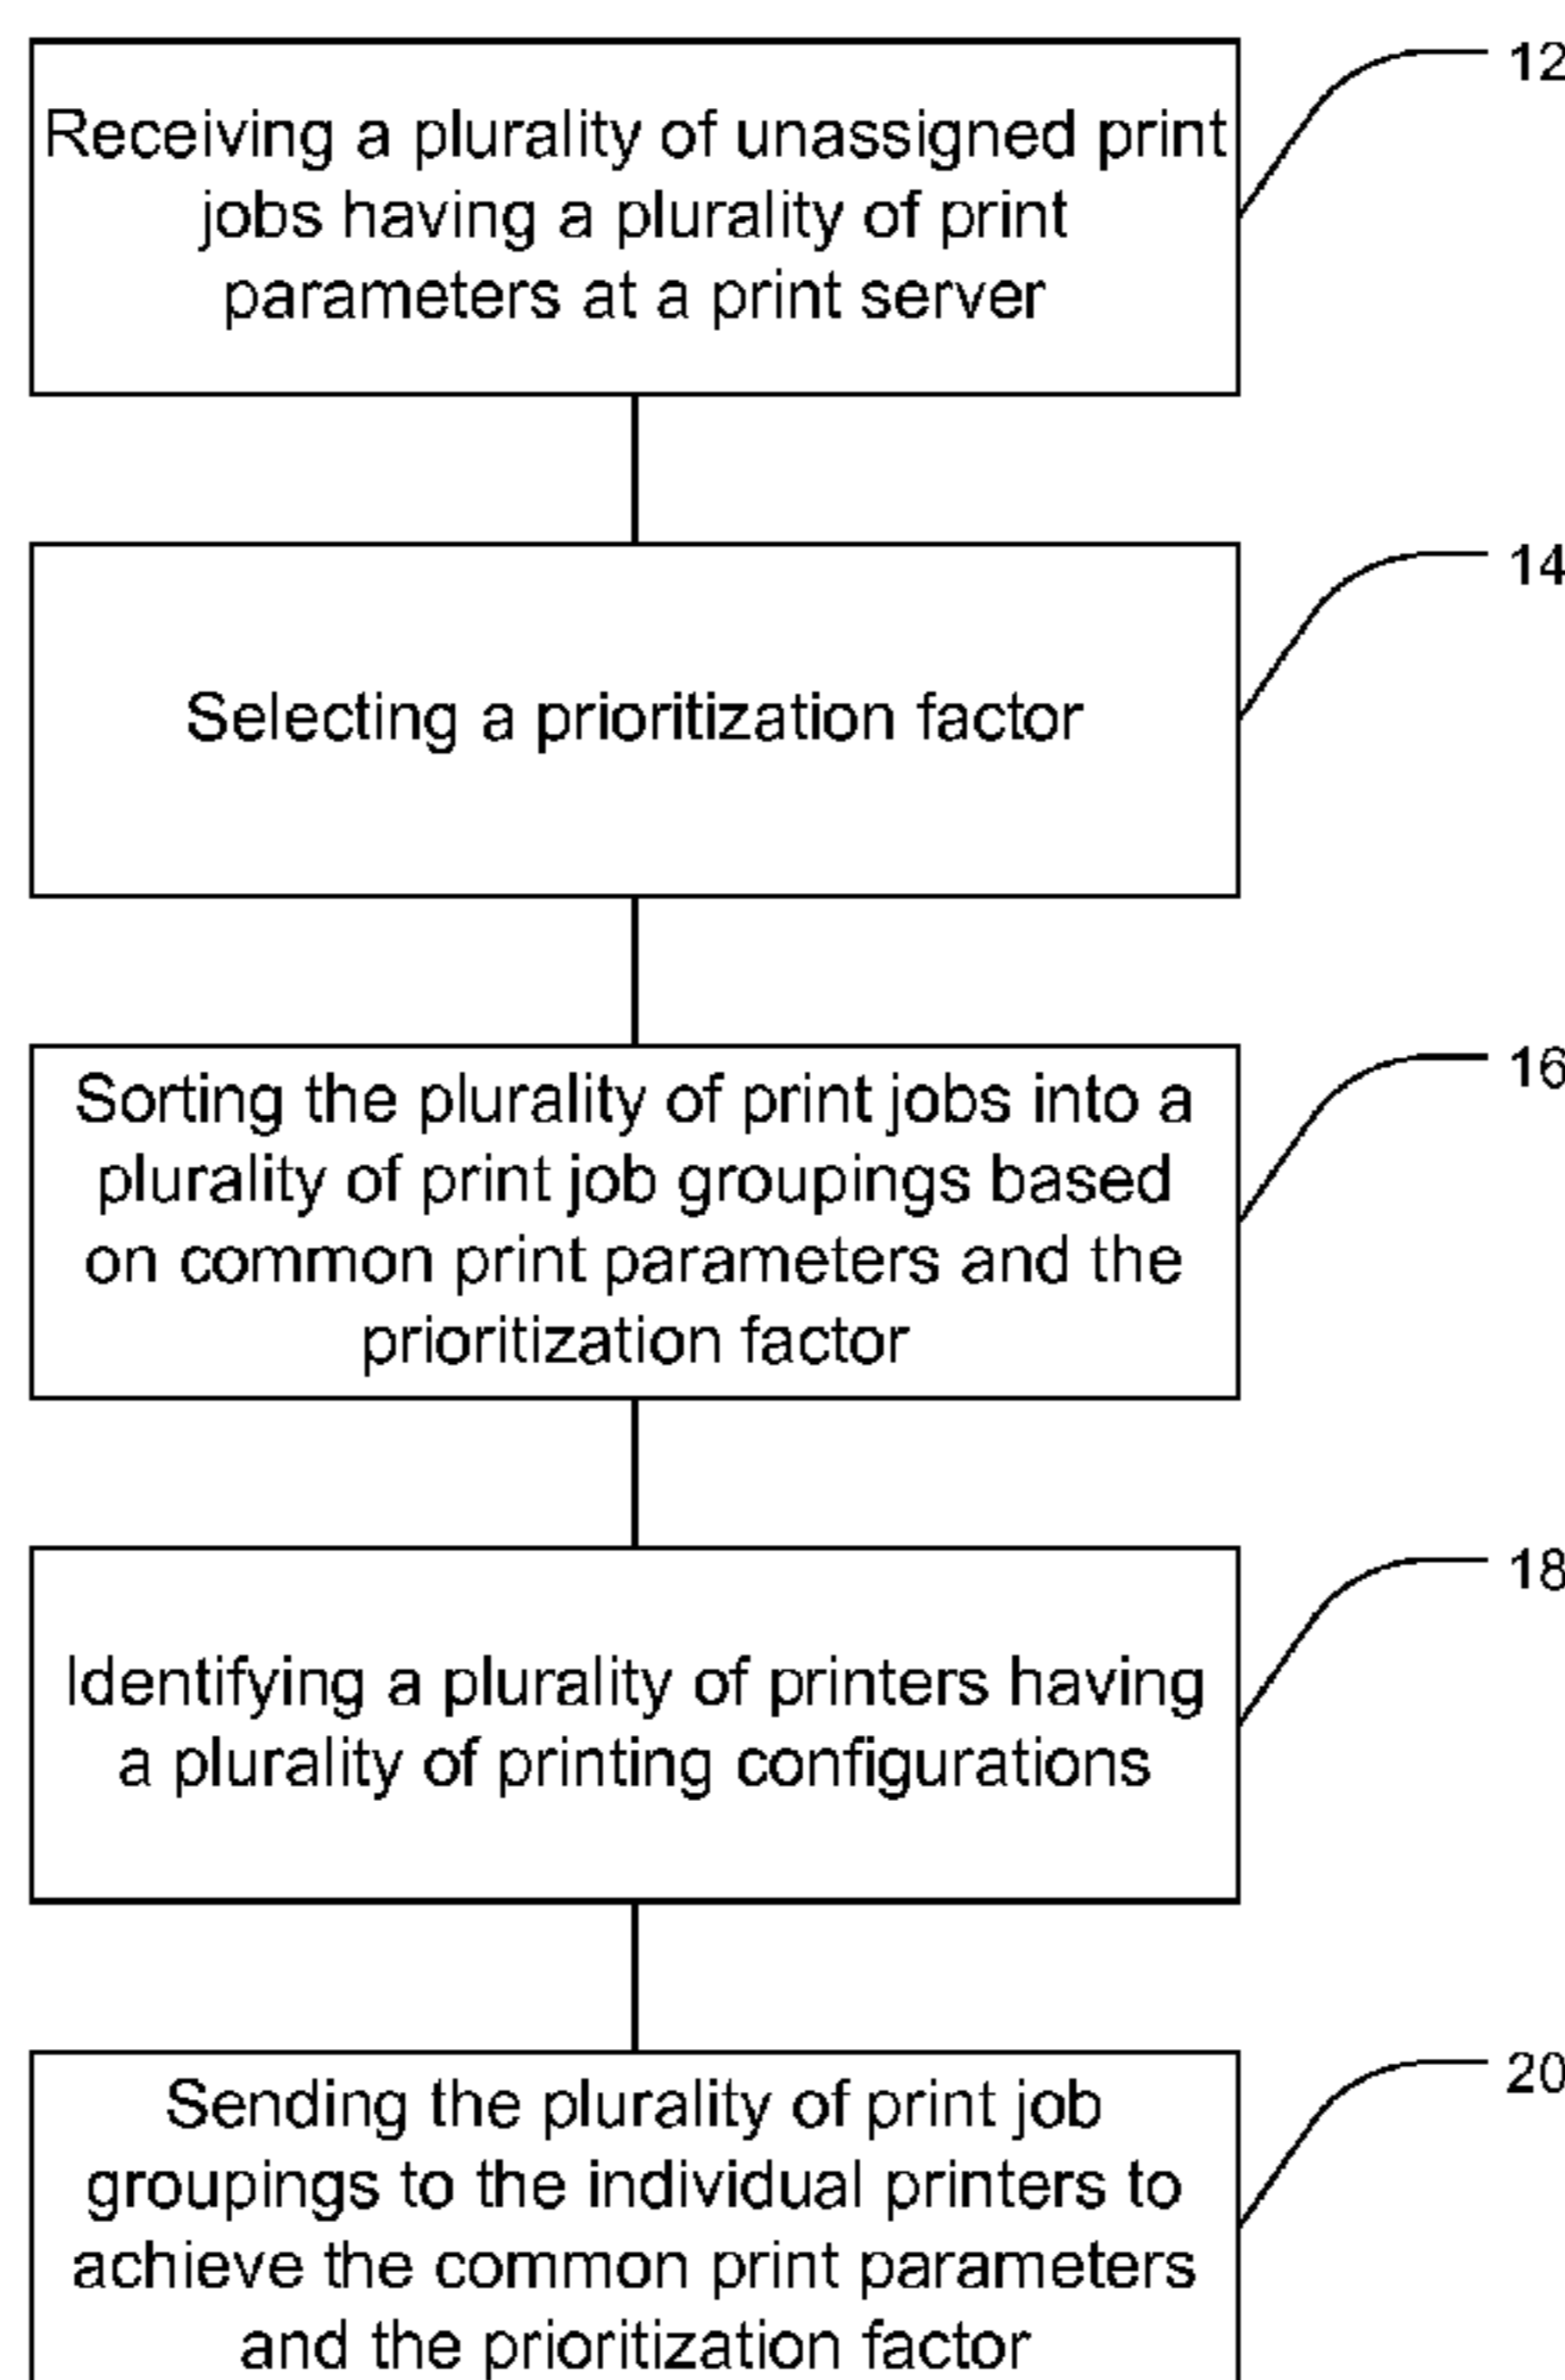 Receiving a plurality of unassigned print
jobs having a plurality of print
parameters at a print server
12
Selecting a prioritization factor
14
Sorting the plurality of print jobs into a
plurality of print job groupings based
on common print parameters and the
prioritization factor
16
Identifying a plurality of printers having
a plurality of printing configurations
18
Sending the plurality of print job
groupings to the individual printers to
achieve the common print parameters
and the prioritization factor
20